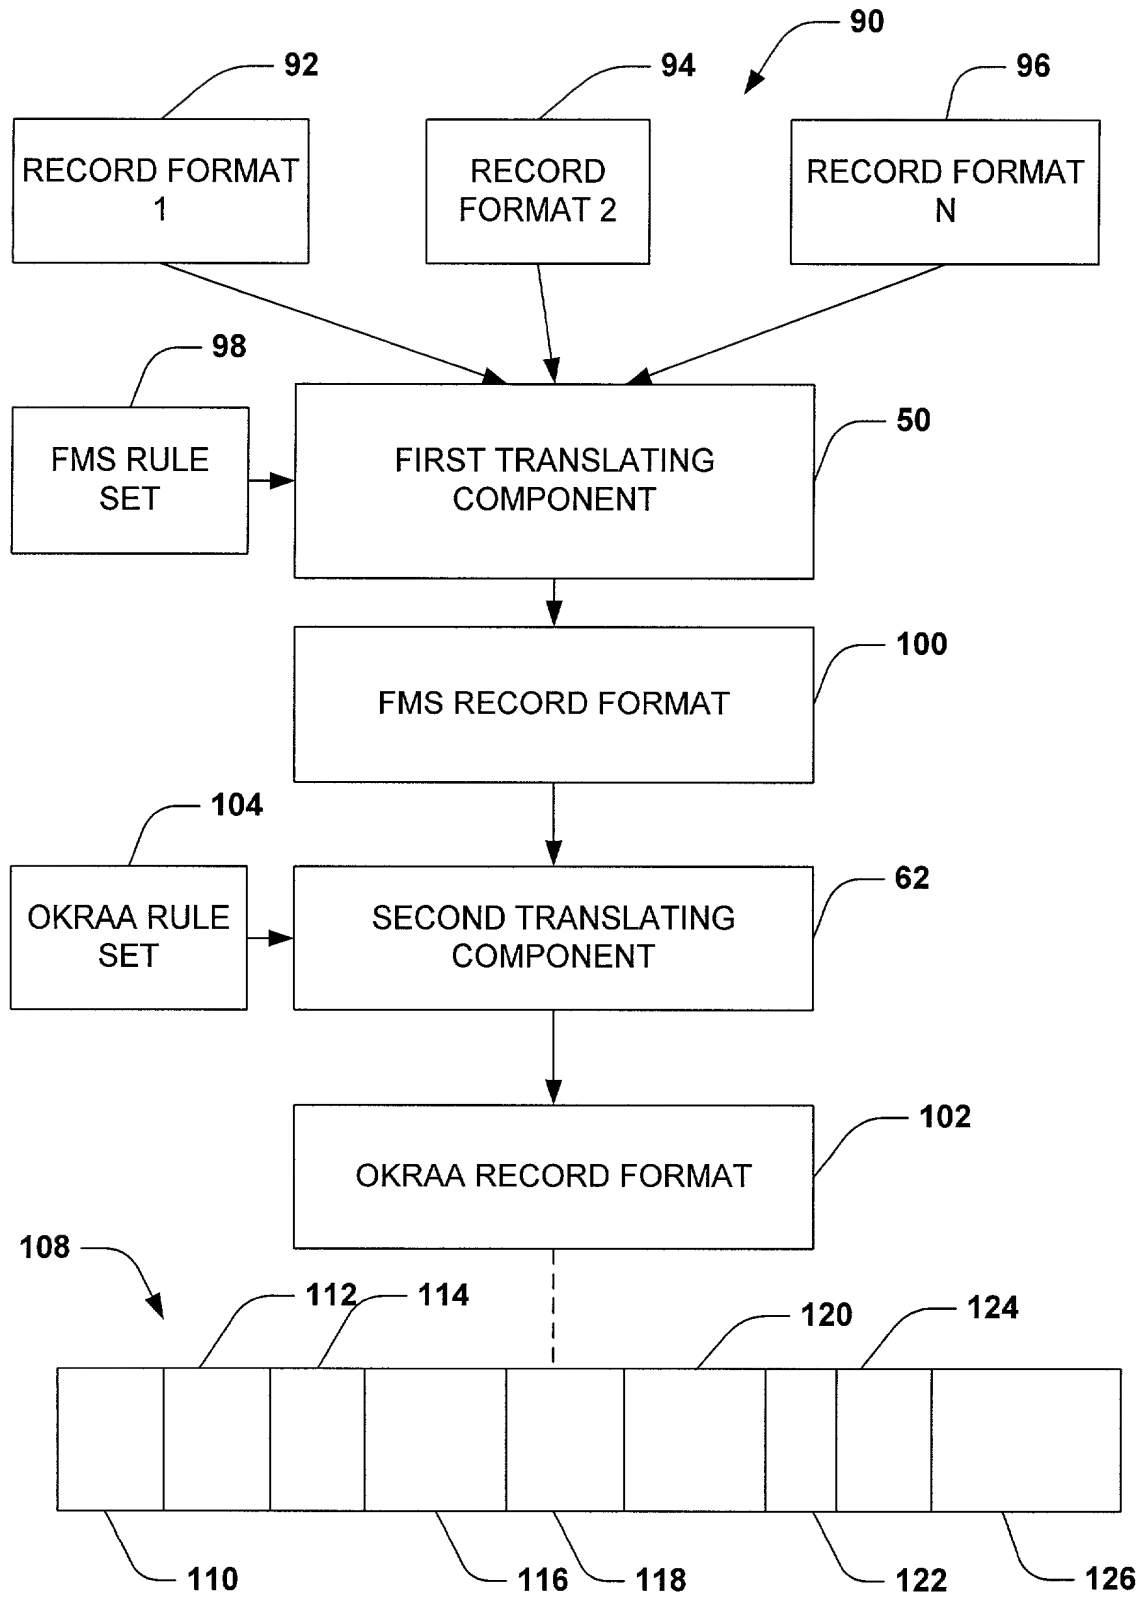 90
92
94
96
RECORD FORMAT
1
RECORD
FORMAT 2
RECORD FORMAT
N
98
FMS RULE
SET
50
FIRST TRANSLATING
COMPONENT
100
FMS RECORD FORMAT
104
OKRAA RULE
SET
62
SECOND TRANSLATING
COMPONENT
102
OKRAA RECORD FORMAT
108
112
114
120
124
110
116
118
122
126